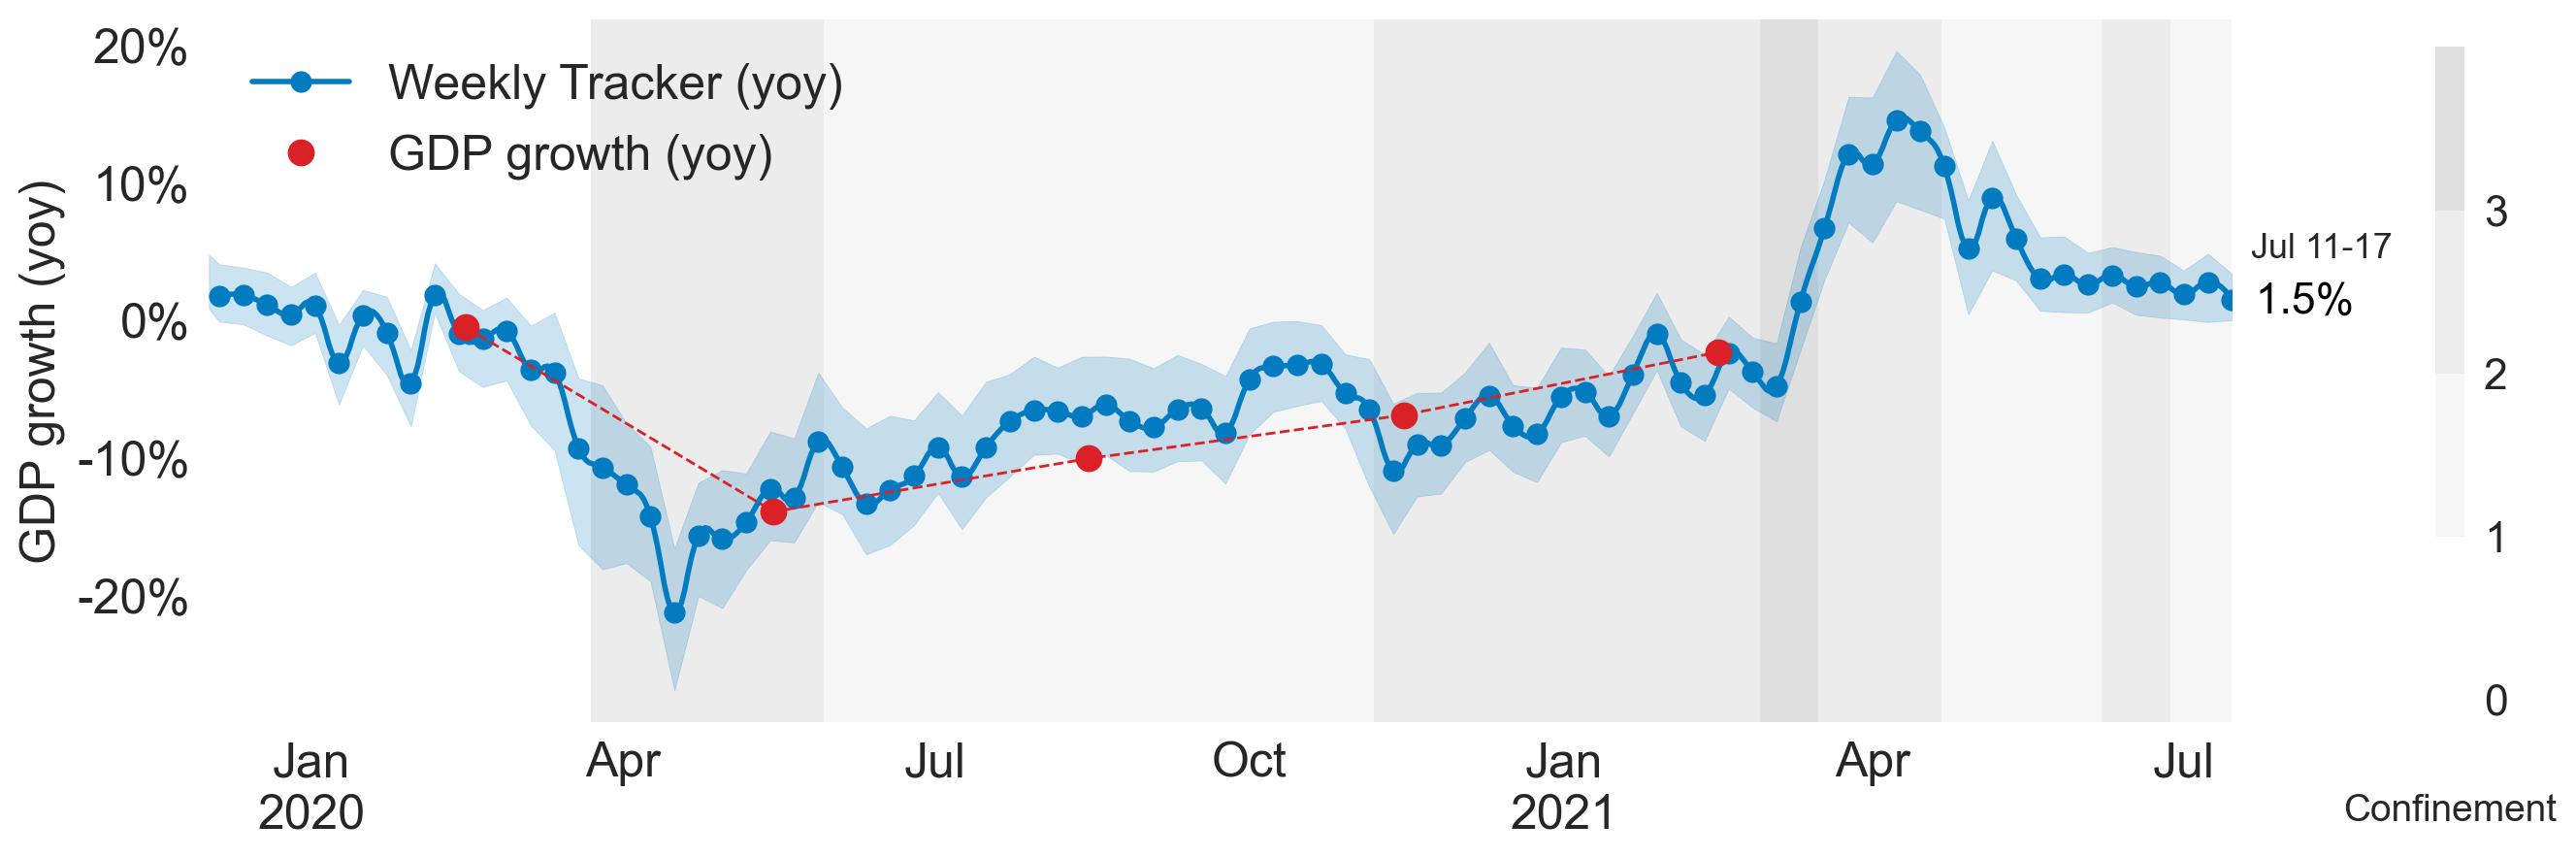 20%
10%
0%
-10%
-20%
GDP growth (yoy)
Weekly Tracker (yoy)
GDP growth (yoy)
Jul 11-17
1.5%
3
2
1
0
Confinement
Jan
2020
Apr
Jul
Oct
Jan
2021
Apr
Jul